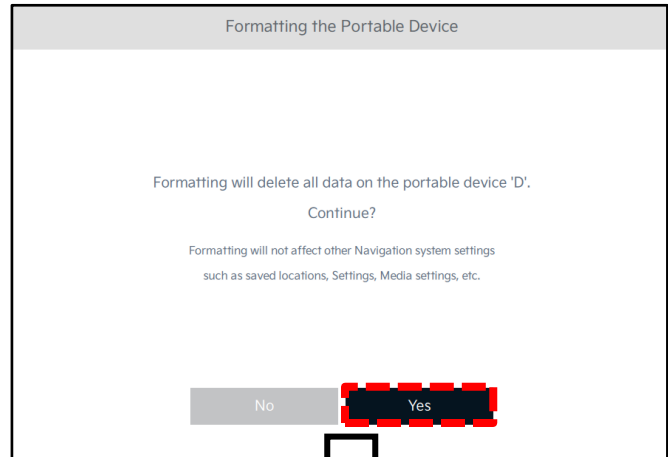 Formatting the Portable Device
Formatting will delete all data on the portable device 'D'.
Continue?
Formatting will not affect other Navigation system settings
such as saved locations, Settings, Media settings, etc.
No
Yes